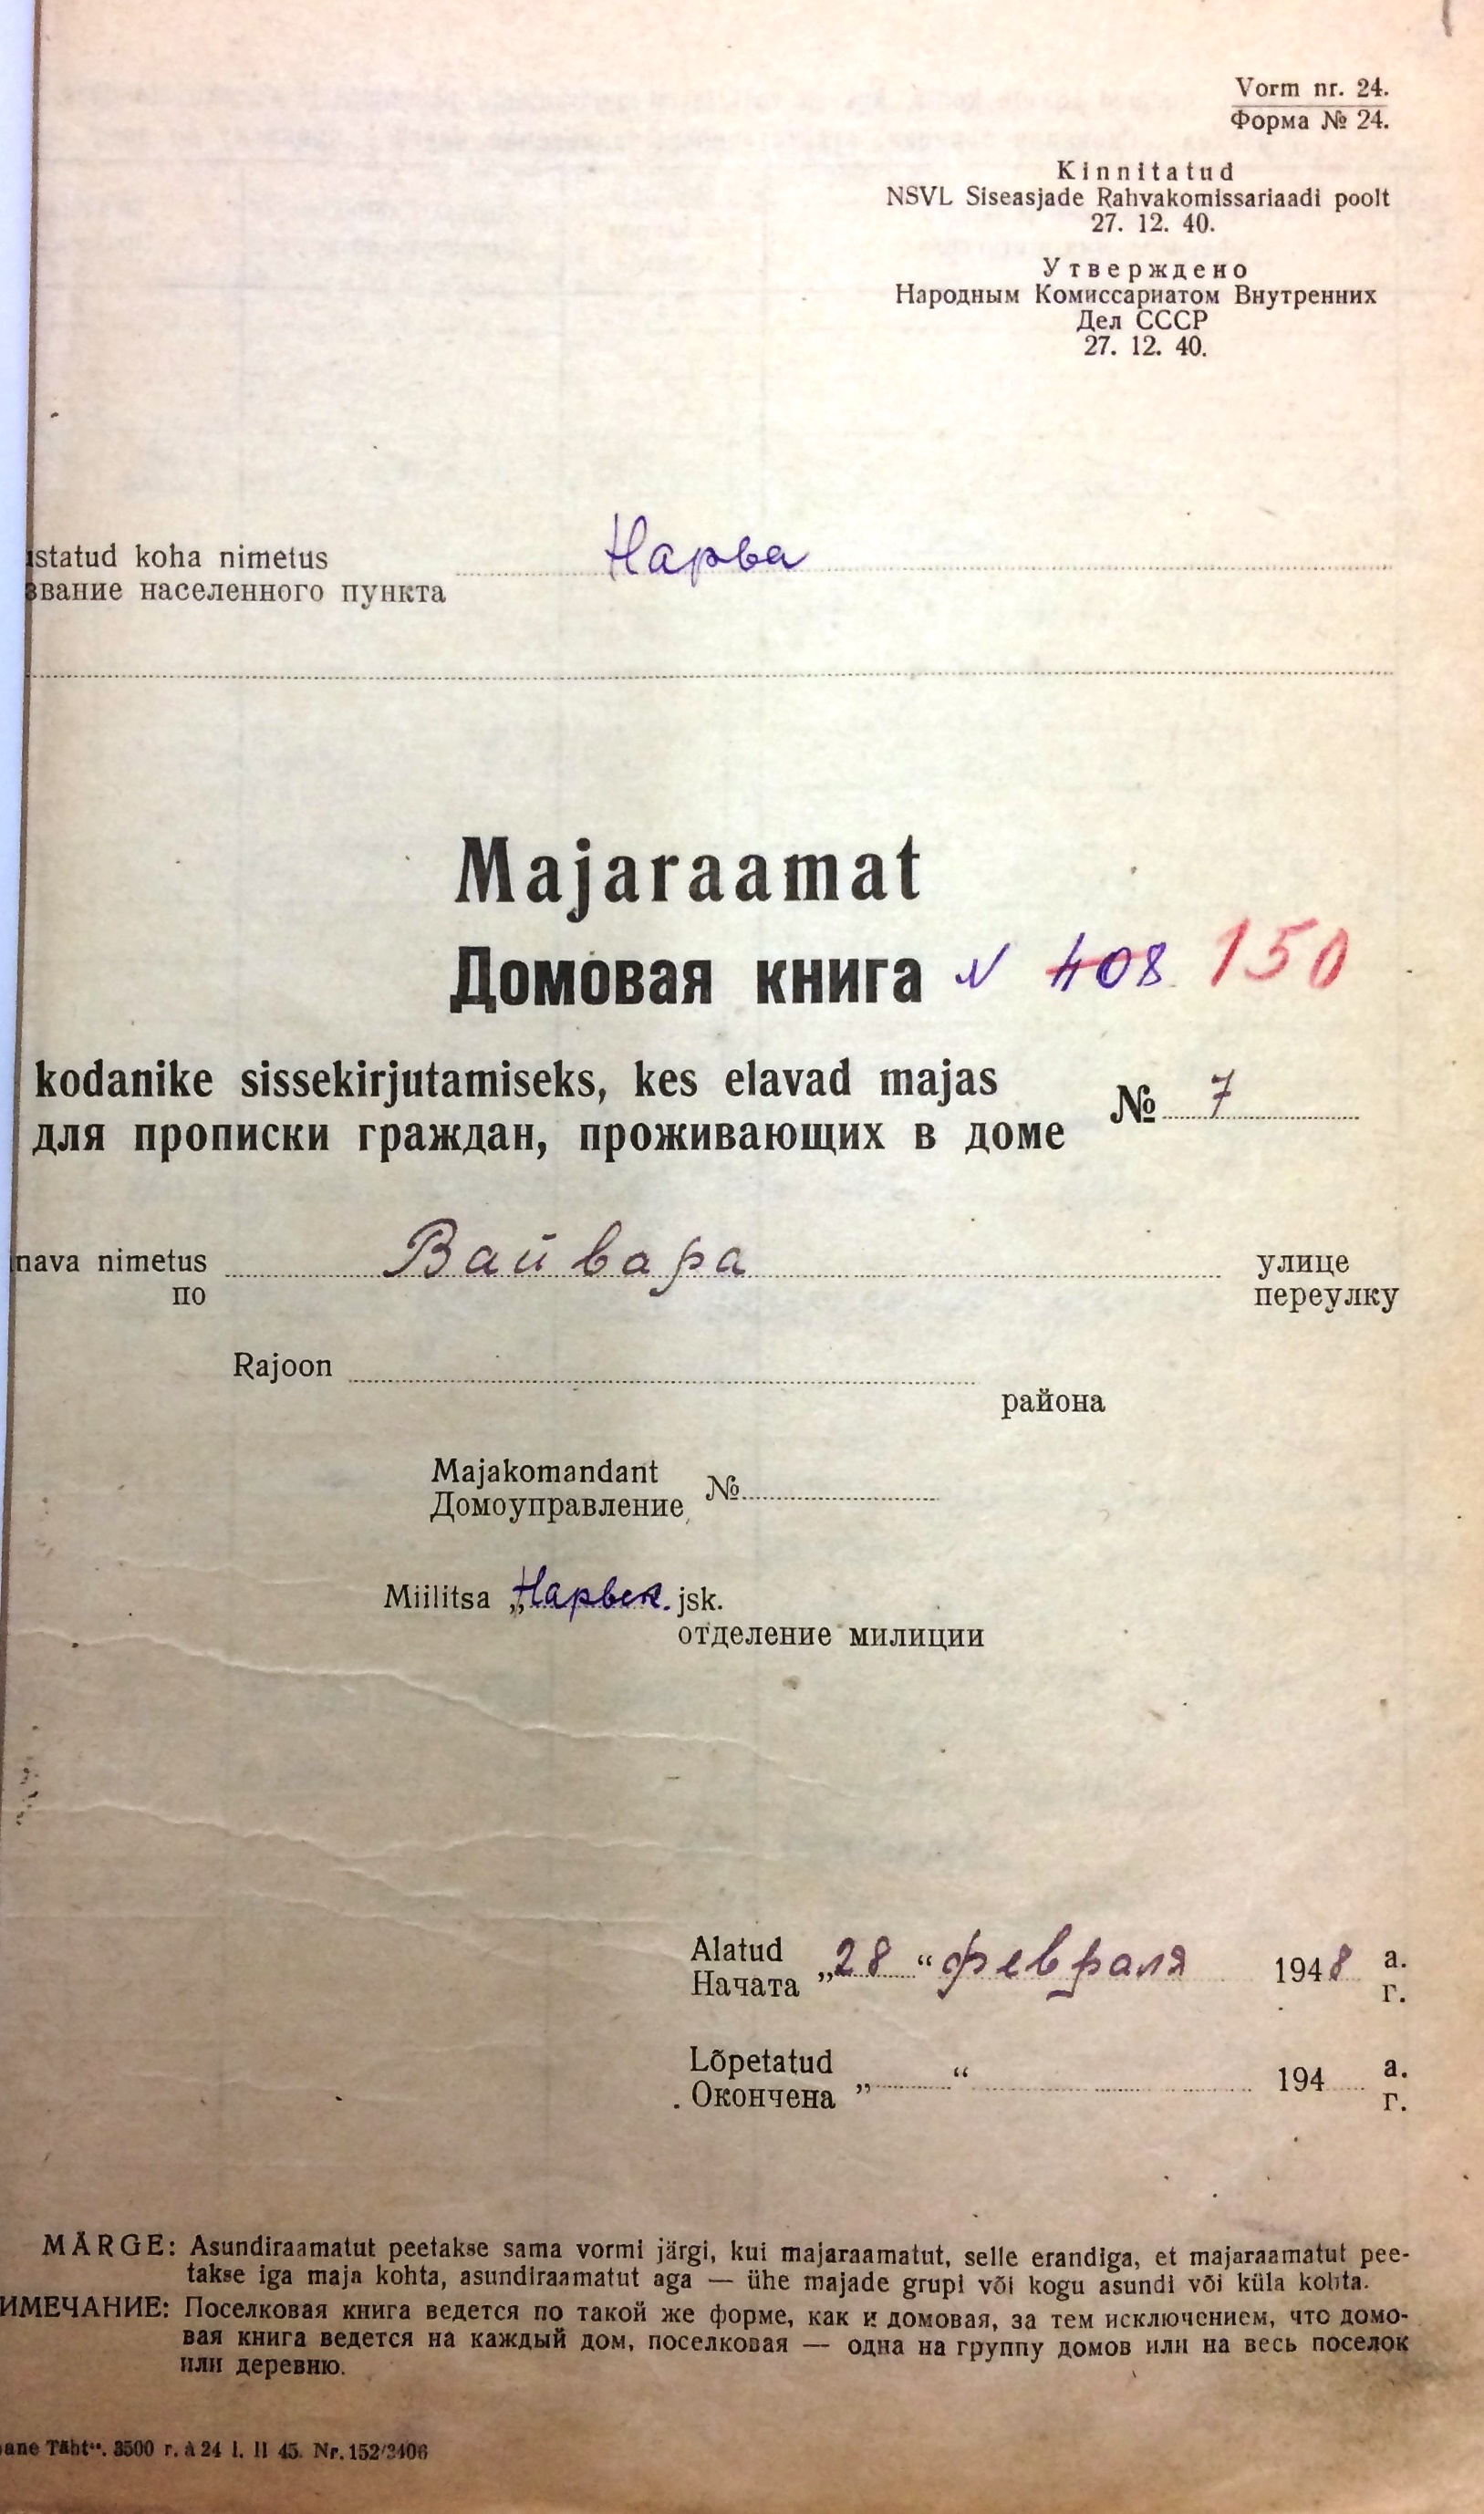 Vorm nr. 24.
Форма № 24.
Kinnitatud
NSVL Siseasjade Rahvakomissariaadi poolt
27. 12. 40.
Утверждено
Народным Комиссариатом Внутренних
Дел СССР
27. 12. 40.
istatud koha nimetus Нарва
звание населенного пункта
Majaraamat
Домовая книга N 408 150
kodanike sissekirjutamiseks, kes elavad majas
№ 7
для прописки граждан, проживающих в доме
nava nimetus Вайвара улице
по переулку
Rajoon
района
Majakomandant №
Домоуправление
Miilitsa „Нарвск. jsk.
отделение милиции
Alatud „28“ февраля 1948 a.
Начата г.
Lõpetatud „ “ 194 a.
Окончена г.
MÄRGE: Asundiraamatut peetakse sama vormi järgi, kui majaraamatut, selle erandiga, et majaraamatut pee-
takse iga maja kohta, asundiraamatut aga — ühe majade grupi või kogu asundi või küla kohta.
ИМЕЧАНИЕ: Поселковая книга ведется по такой же форме, как и домовая, за тем исключением, что домо-
вая книга ведется на каждый дом, поселковая — одна на группу домов или на весь поселок
или деревню.
ane Täht“. 3500 r. à 24 l. II 45. Nr. 152/3406